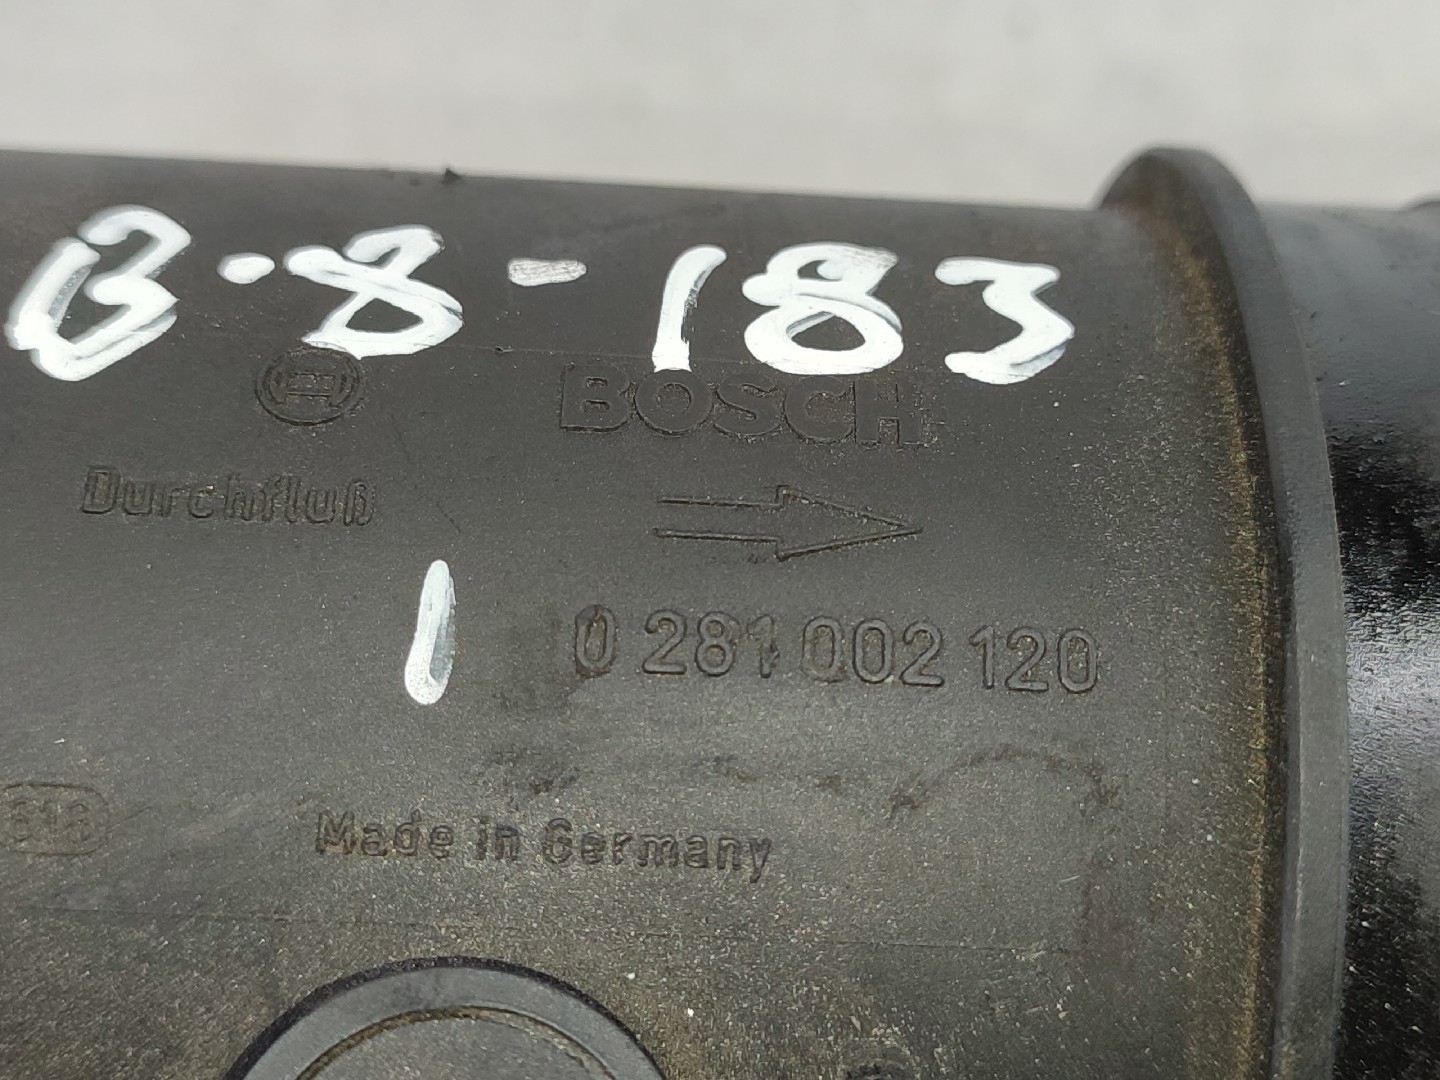 B.8-183
BOSCH
Durchfluß
1
0 281 002 120
Made in Germany